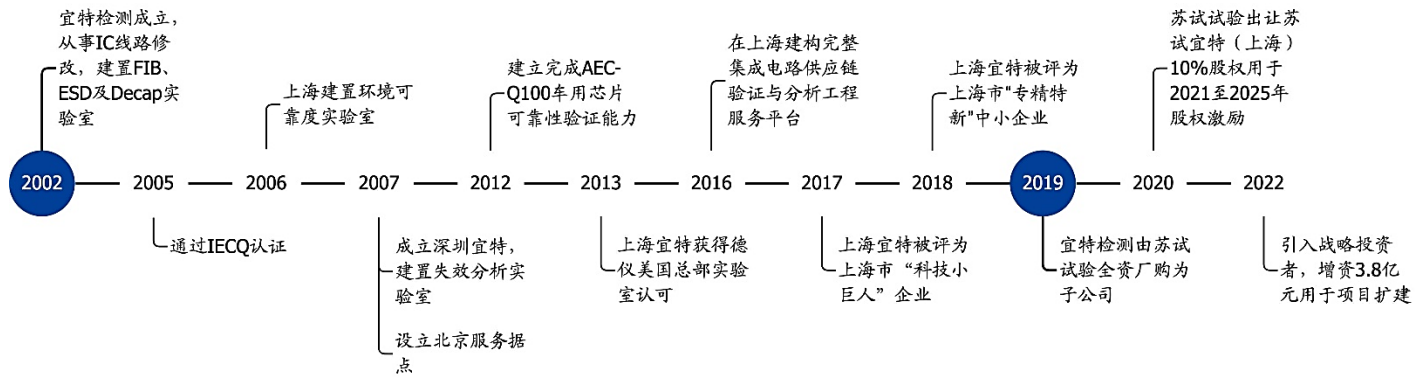 宜特检测成立，
从事IC线路修
改，建置FIB、
ESD及Decap实
验室
上海建置环境可
靠度实验室
建立完成AEC-
Q100车用芯片
可靠性验证能力
在上海建构完整
集成电路供应链
验证与分析工程
服务平台
上海宜特被评为
上海市"专精特
新"中小企业
苏试试验出让苏
试宜特（上海）
10%股权用于
2021至2025年
股权激励
2002
2005
2006
2007
2012
2013
2016
2017
2018
2019
2020
2022
通过IECQ认证
成立深圳宜特，
建置失效分析实
验室
设立北京服务据
点
上海宜特获得德
仪美国总部实验
室认可
上海宜特被评为
上海市“科技小
巨人”企业
宜特检测由苏试
试验全资厂购为
子公司
引入战略投资
者，增资3.8亿
元用于项目扩建